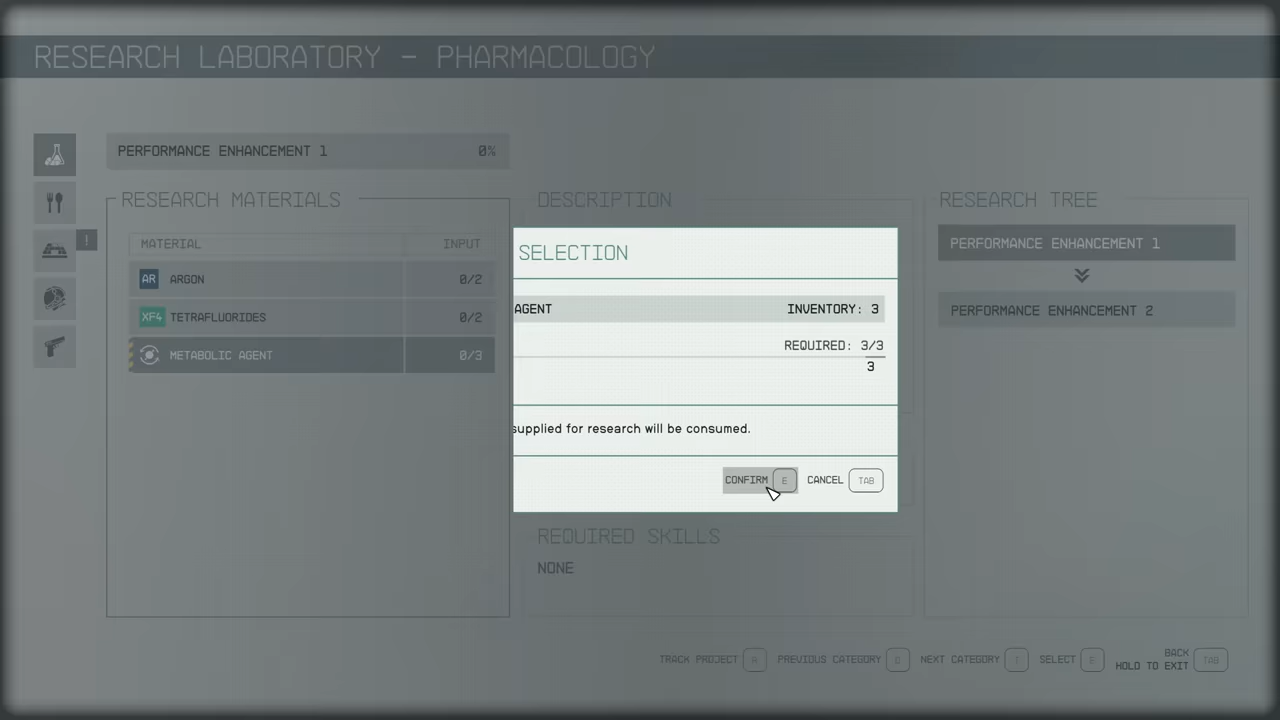 RESEARCH LABORATORY - PHARMACOLOGY
PERFORMANCE ENHANCEMENT 1 0%
RESEARCH MATERIALS
MATERIAL INPUT
AR ARGON 0/2
XF4 TETRAFLUORIDES 0/2
METABOLIC AGENT 0/3
!
DESCRIPTION
SELECTION
AGENT INVENTORY: 3
REQUIRED: 3/3
3
supplied for research will be consumed.
CONFIRM E CANCEL TAB
REQUIRED SKILLS
NONE
RESEARCH TREE
PERFORMANCE ENHANCEMENT 1
PERFORMANCE ENHANCEMENT 2
TRACK PROJECT PREVIOUS CATEGORY NEXT CATEGORY SELECT E BACK
HOLD TO EXIT TAB